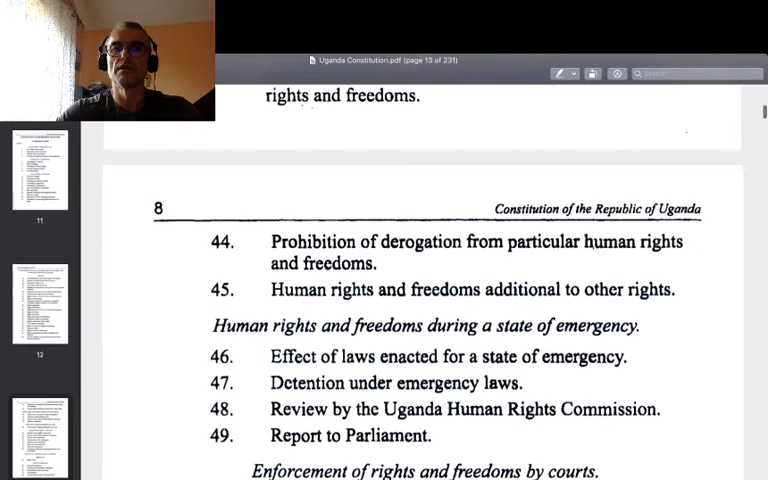 Uganda Constitution.pdf (page 13 of 231)
Search
rights and freedoms.
8
Constitution of the Republic of Uganda
44. Prohibition of derogation from particular human rights
and freedoms.
45. Human rights and freedoms additional to other rights.
Human rights and freedoms during a state of emergency.
46. Effect of laws enacted for a state of emergency.
47. Detention under emergency laws.
48. Review by the Uganda Human Rights Commission.
49. Report to Parliament.
Enforcement of rights and freedoms by courts.
11
12